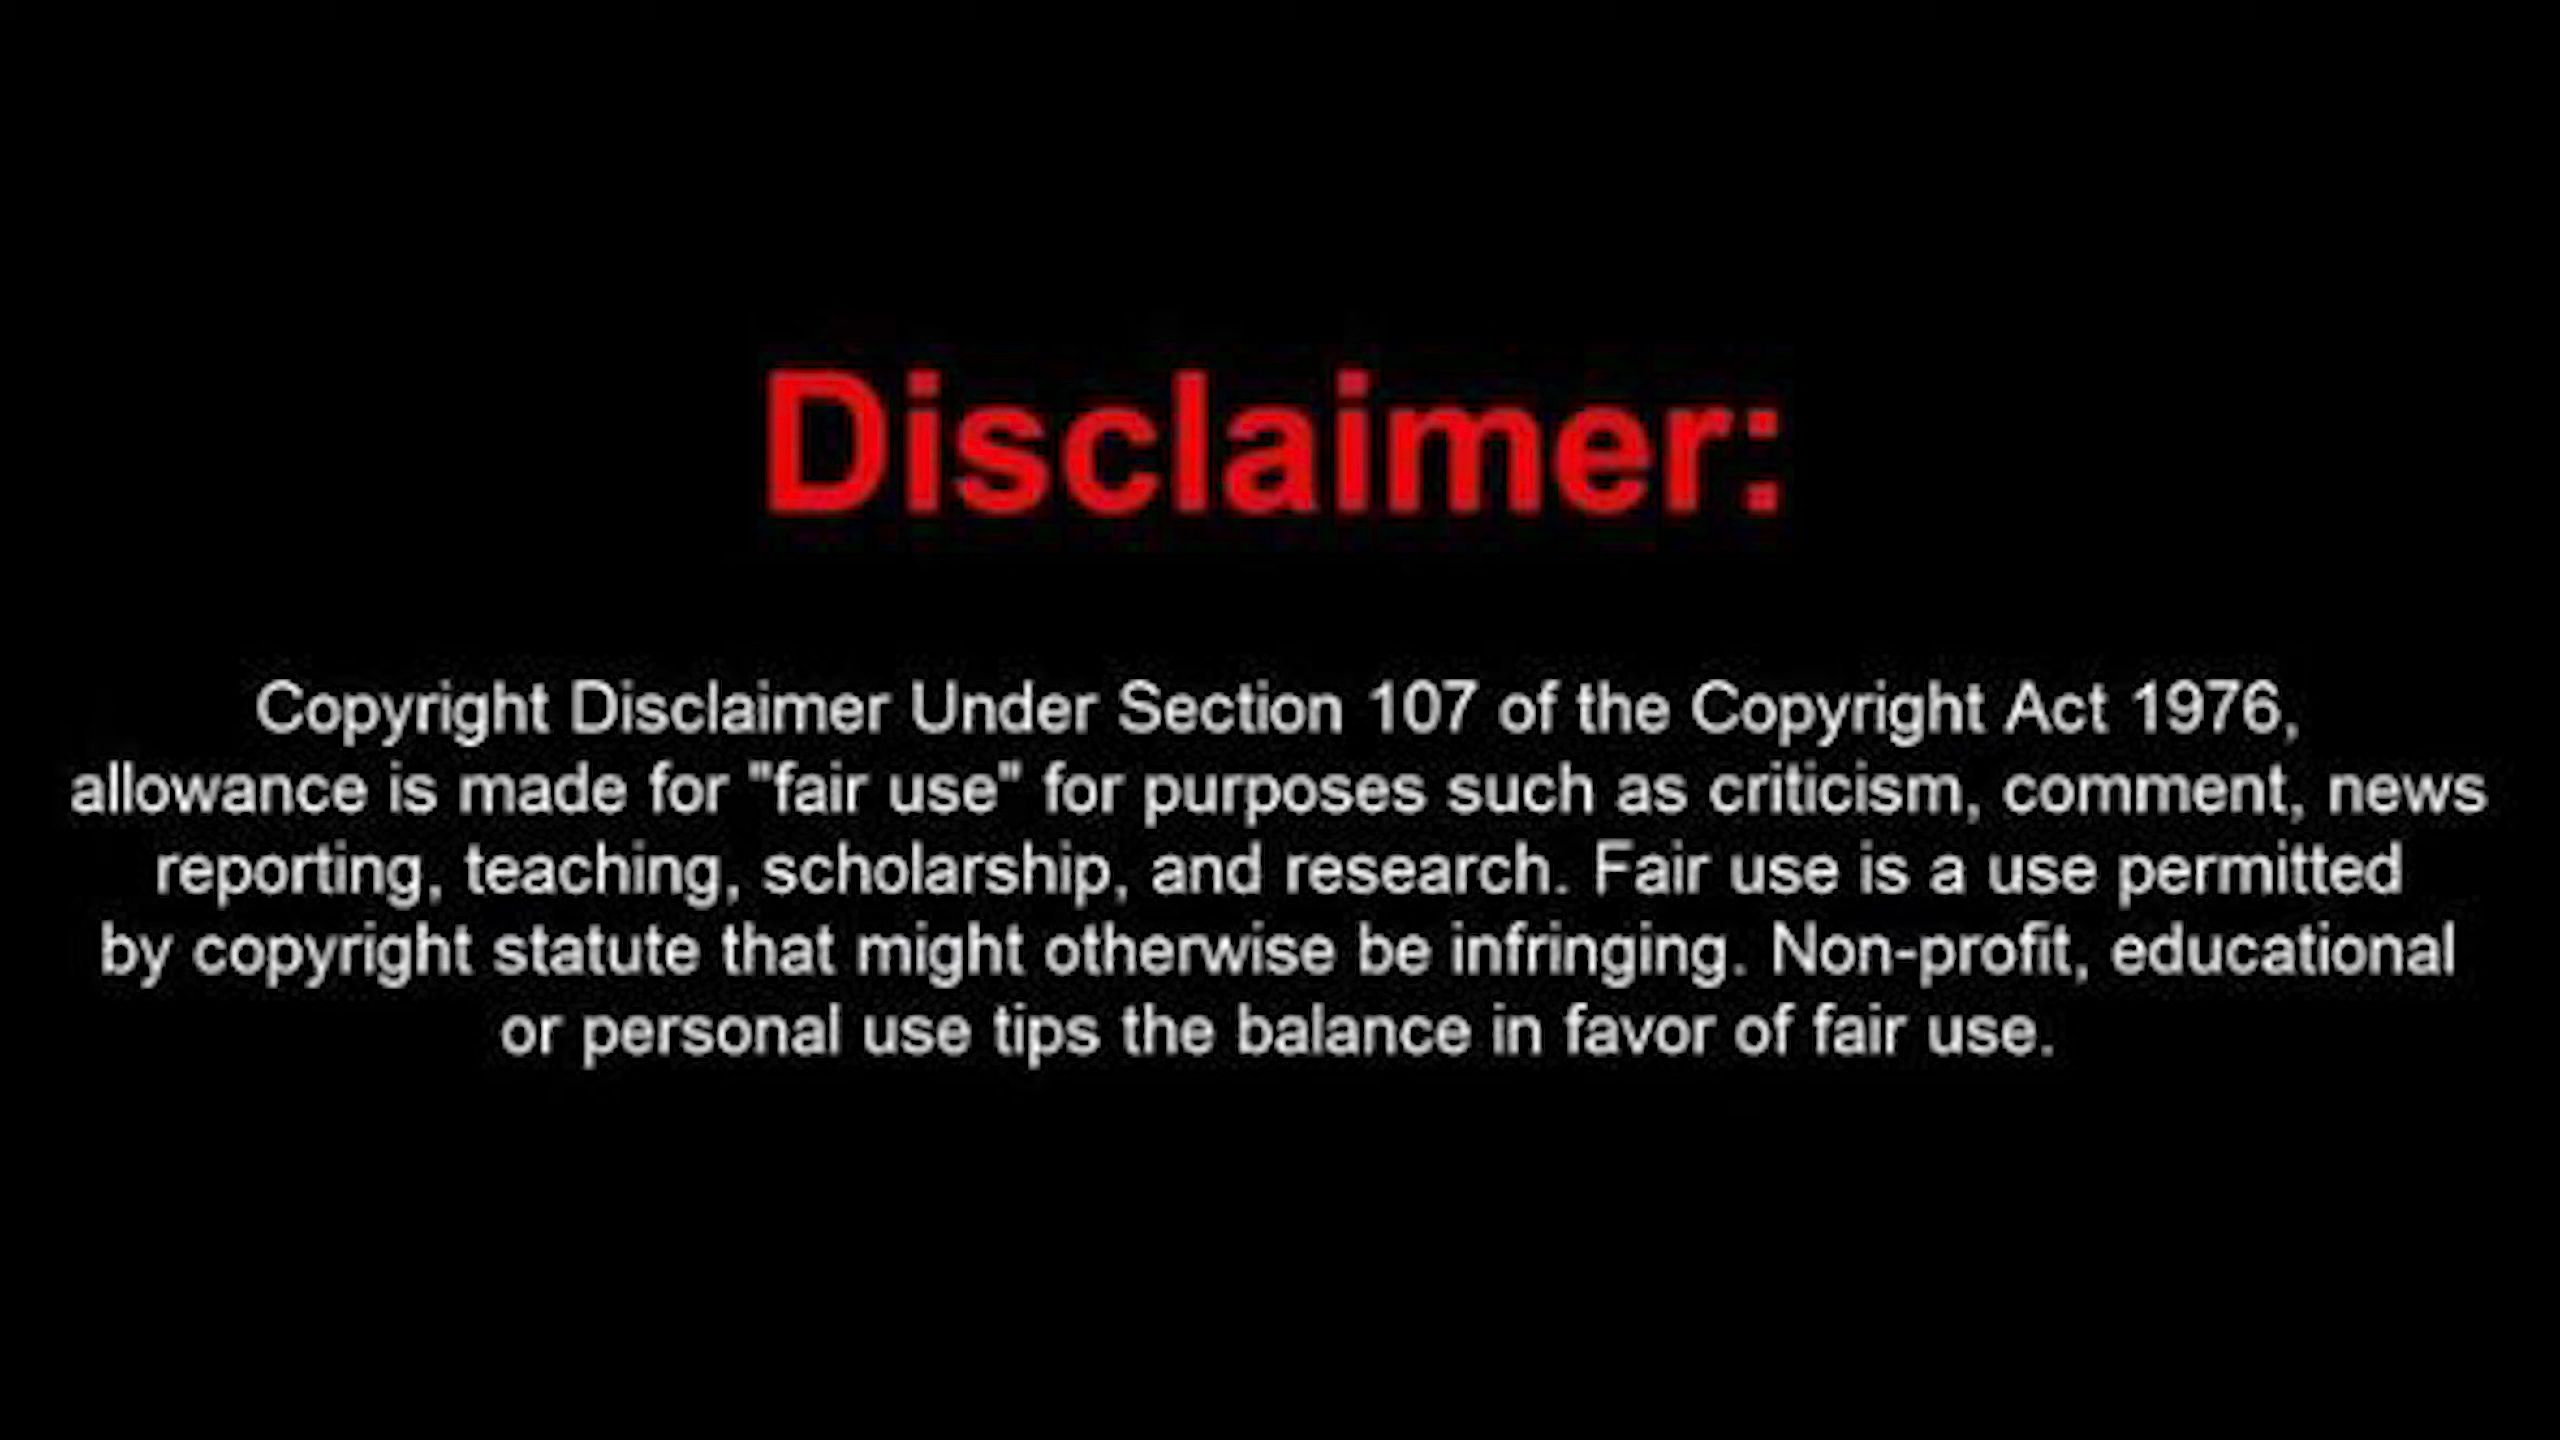 Disclaimer:
Copyright Disclaimer Under Section 107 of the Copyright Act 1976,
allowance is made for "fair use" for purposes such as criticism, comment, news
reporting, teaching, scholarship, and research. Fair use is a use permitted
by copyright statute that might otherwise be infringing. Non-profit, educational
or personal use tips the balance in favor of fair use.